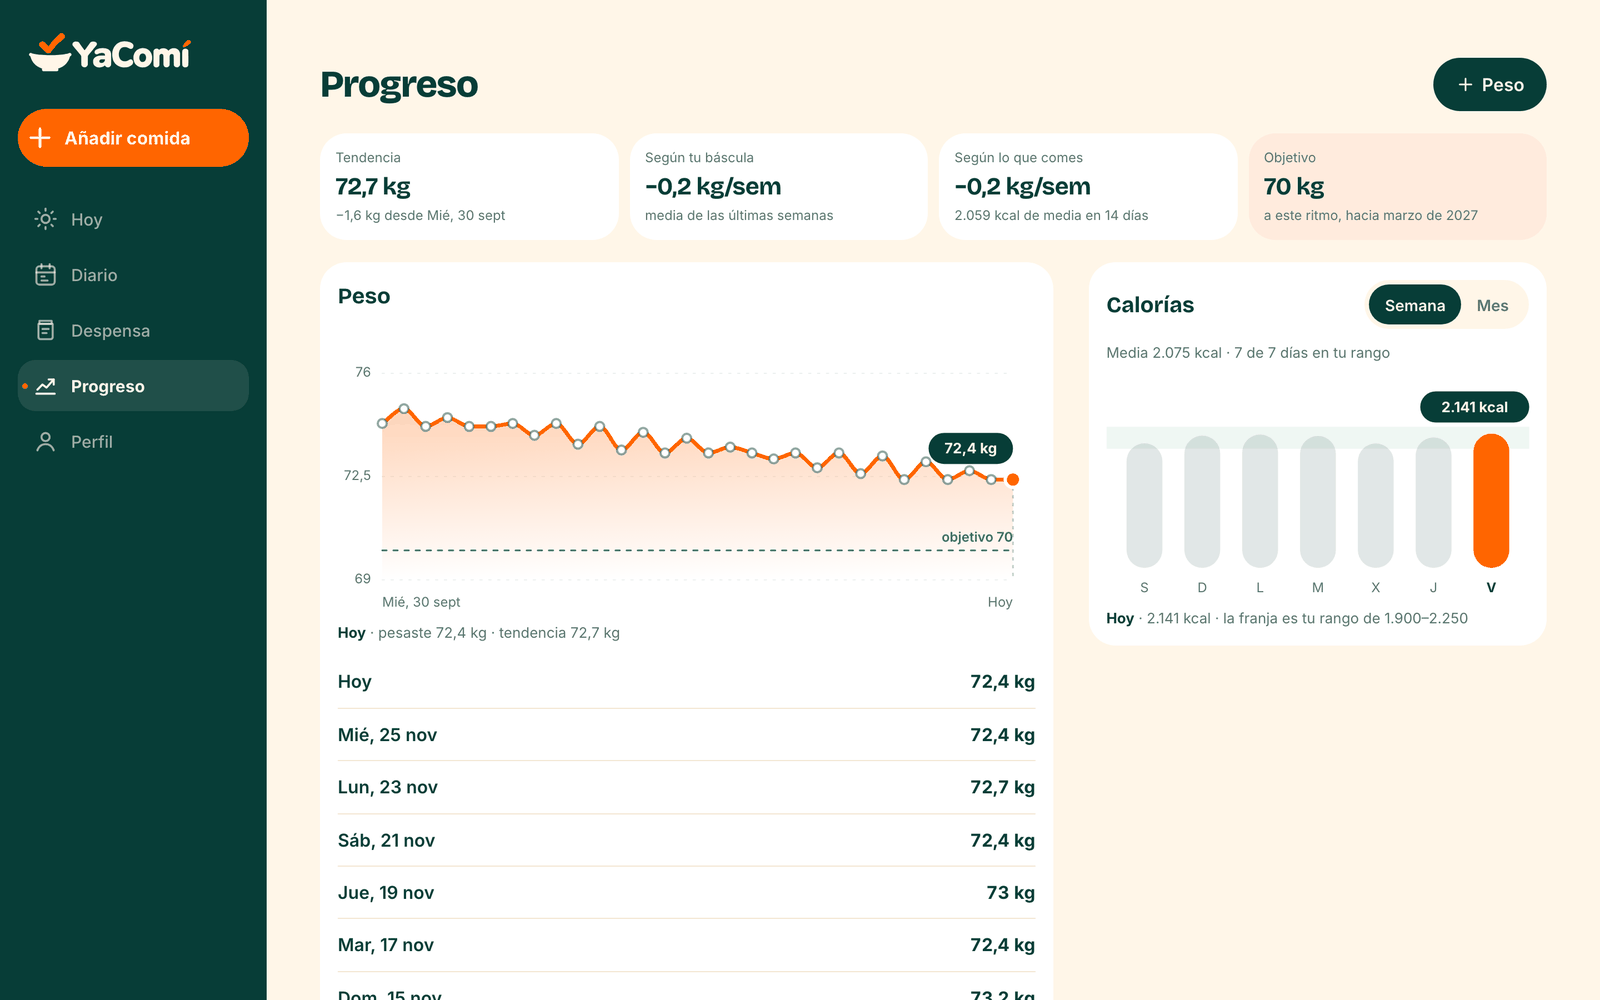 YaComí
Añadir comida
Hoy
Diario
Despensa
Progreso
Perfil
Progreso
+ Peso
Tendencia
72,7 kg
−1,6 kg desde Mié, 30 sept
Según tu báscula
−0,2 kg/sem
media de las últimas semanas
Según lo que comes
−0,2 kg/sem
2.059 kcal de media en 14 días
Objetivo
70 kg
a este ritmo, hacia marzo de 2027
Peso
76
72,5
69
72,4 kg
objetivo 70
Mié, 30 sept
Hoy
Hoy · pesaste 72,4 kg · tendencia 72,7 kg
Hoy 72,4 kg
Mié, 25 nov 72,4 kg
Lun, 23 nov 72,7 kg
Sáb, 21 nov 72,4 kg
Jue, 19 nov 73 kg
Mar, 17 nov 72,4 kg
Dom, 15 nov 73,2 kg
Calorías
Semana
Mes
Media 2.075 kcal · 7 de 7 días en tu rango
2.141 kcal
S D L M X J V
Hoy · 2.141 kcal · la franja es tu rango de 1.900–2.250